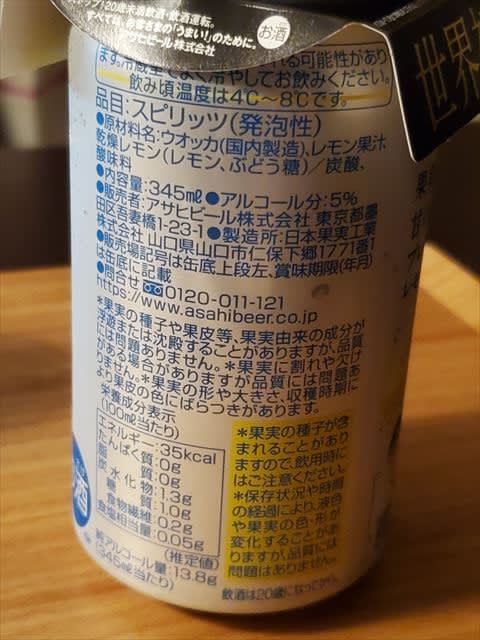 20歳未満飲酒・飲酒運転。
すべては、お客さまの「うまい!」のために。
アサヒビール株式会社
お酒
世界
れる可能性があり
ます。冷蔵庫でよく冷やしてお飲みください。
飲み頃温度は4℃～8℃です。
品目:スピリッツ(発泡性)
●原材料名:ウオッカ(国内製造)、レモン果汁、
乾燥レモン(レモン、ぶどう糖)/炭酸、
酸味料
●内容量:345㎖●アルコール分:5%
●販売者:アサヒビール株式会社 東京都墨
田区吾妻橋1-23-1●製造所:日本果実工業
株式会社 山口県山口市仁保下郷1771番1
●販売場記号は缶底上段左、賞味期限(年月)
は缶底に記載
●問合せ 0120-011-121
https://www.asahibeer.co.jp
＊果実の種子や果皮等、果実由来の成分が
浮遊または沈殿することがありますが、品質
には問題ありません。＊果実に割れや欠け
がある場合がありますが品質には問題あ
りません。＊果実の形や大きさ、収穫時期に
より果皮の色にばらつきがあります。
栄養成分表示
(100㎖当たり)
エネルギー:35kcal
たんぱく質:0g
脂質:0g
炭水化物:1.3g
糖質:1.0g
食物繊維:0.2g
食塩相当量:0.05g
(推定値)
純アルコール量:13.8g
(345㎖当たり)
＊果実の種子が含
まれることがあり
ますので、飲用時に
はご注意ください。
＊保存状況や時間
の経過により、液色
や果実の色・形が
変化することがあ
りますが、品質には
問題はありません。
飲酒は20歳になってから。
酒